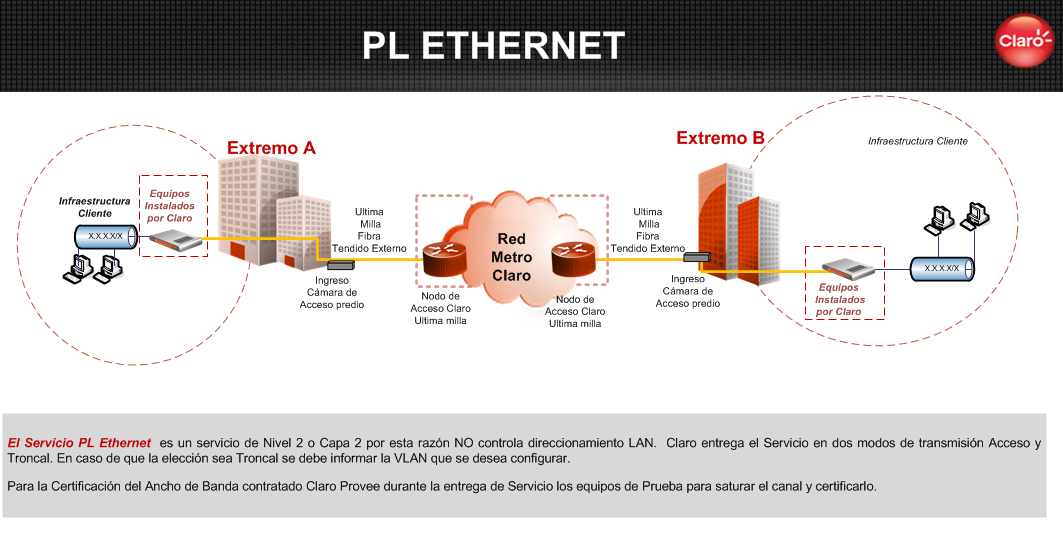 PL ETHERNET
Claro
Extremo A
Infraestructura
Cliente
Equipos
Instalados
por Claro
X.X.X.X/X
Ultima
Milla
Fibra
Tendido Externo
Ingreso
Cámara de
Acceso predio
Nodo de
Acceso Claro
Ultima milla
Red
Metro
Claro
Nodo de
Acceso Claro
Ultima milla
Ultima
Milla
Fibra
Tendido Externo
Ingreso
Cámara de
Acceso predio
Extremo B
Infraestructura Cliente
Equipos
Instalados
por Claro
X.X.X.X/X
El Servicio PL Ethernet es un servicio de Nivel 2 o Capa 2 por esta razón NO controla direccionamiento LAN. Claro entrega el Servicio en dos modos de transmisión Acceso y
Troncal. En caso de que la elección sea Troncal se debe informar la VLAN que se desea configurar.
Para la Certificación del Ancho de Banda contratado Claro Provee durante la entrega de Servicio los equipos de Prueba para saturar el canal y certificarlo.